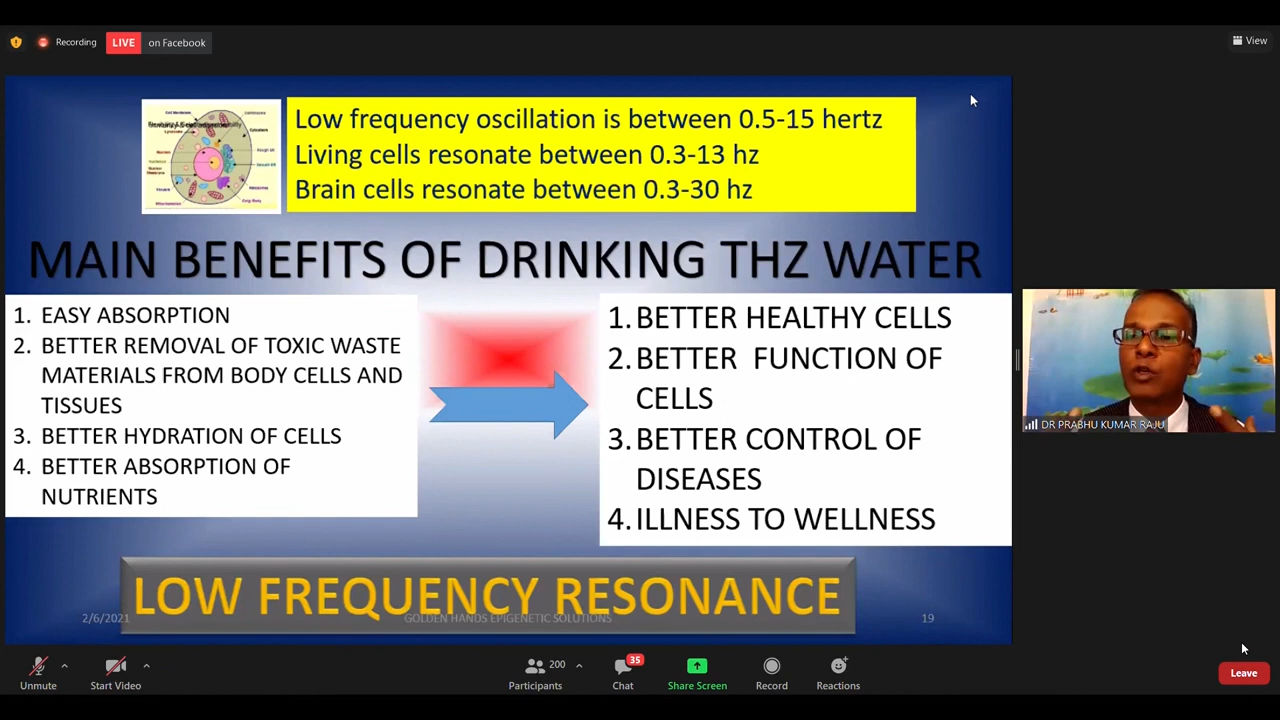 Recording LIVE on Facebook View
Low frequency oscillation is between 0.5-15 hertz
Living cells resonate between 0.3-13 hz
Brain cells resonate between 0.3-30 hz
MAIN BENEFITS OF DRINKING THZ WATER
1. EASY ABSORPTION
2. BETTER REMOVAL OF TOXIC WASTE
MATERIALS FROM BODY CELLS AND
TISSUES
3. BETTER HYDRATION OF CELLS
4. BETTER ABSORPTION OF
NUTRIENTS
1. BETTER HEALTHY CELLS
2. BETTER FUNCTION OF
CELLS
3. BETTER CONTROL OF
DISEASES
4. ILLNESS TO WELLNESS
DR PRABHU KUMAR RAJU
LOW FREQUENCY RESONANCE
2/6/2021 GOLDEN HANDS EPIGENETIC SOLUTIONS 19
200 35
Unmute Start Video Participants Chat Share Screen Record Reactions Leave